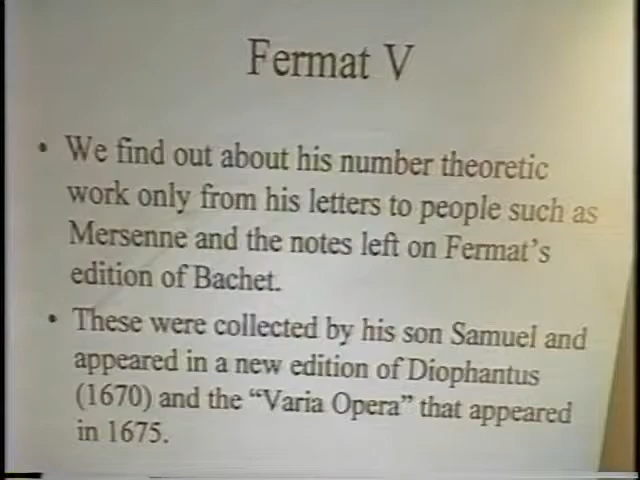 Fermat V
• We find out about his number theoretic
work only from his letters to people such as
Mersenne and the notes left on Fermat's
edition of Bachet.
• These were collected by his son Samuel and
appeared in a new edition of Diophantus
(1670) and the “Varia Opera” that appeared
in 1675.